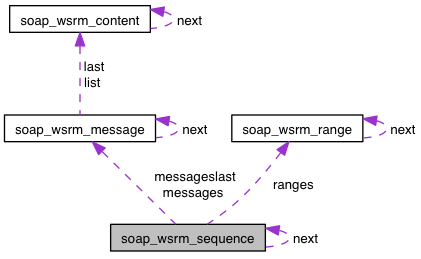 soap_wsrm_content
next
last
list
soap_wsrm_message
next
soap_wsrm_range
next
messageslast
messages
ranges
soap_wsrm_sequence
next